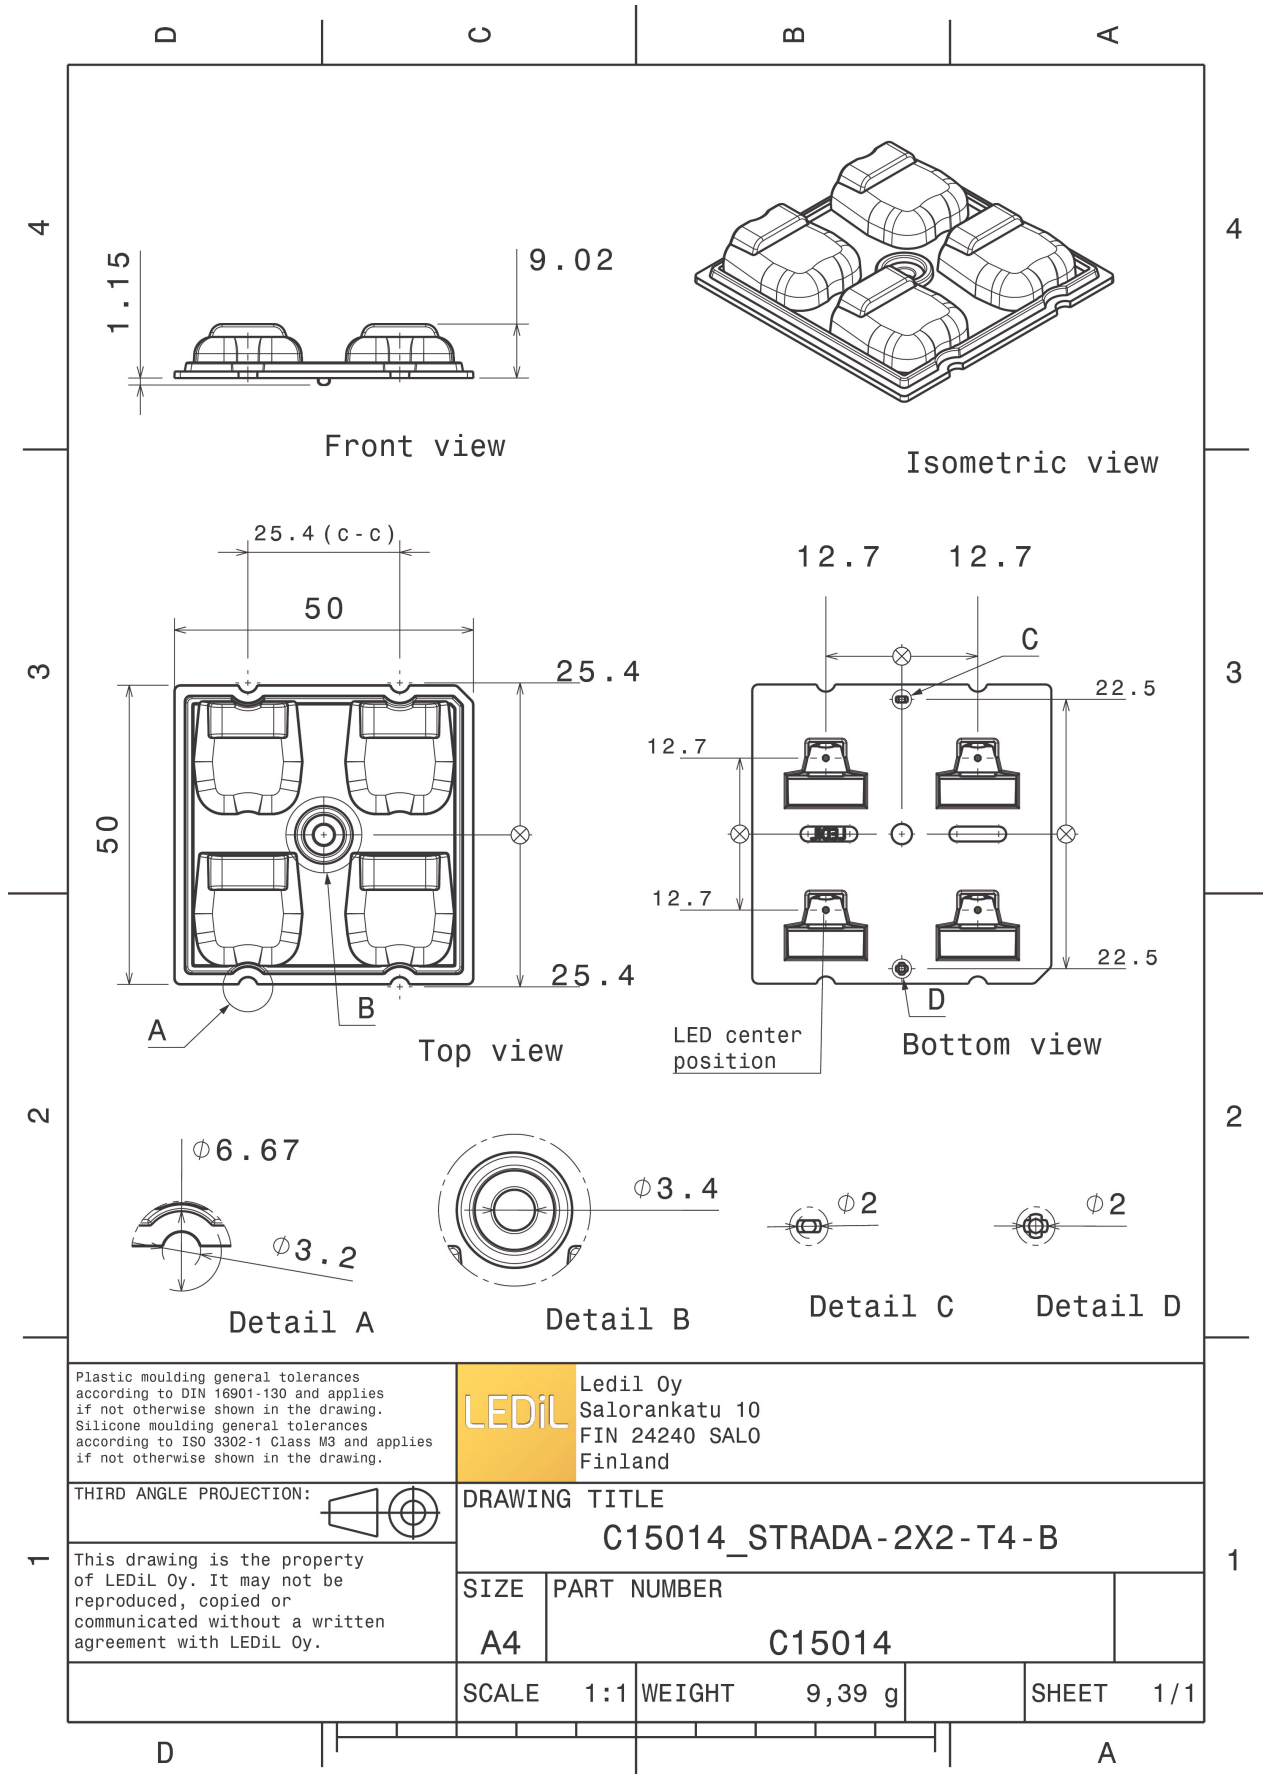 D
C
B
A
4
4
1.15
9.02
Front view
Isometric view
25.4(c-c)
50
12.7
12.7
C
3
3
25.4
22.5
12.7
50
12.7
22.5
25.4
A
B
Top view
D
LED center
position
Bottom view
2
2
⌀6.67
⌀3.2
⌀3.4
⌀2
⌀2
Detail A
Detail B
Detail C
Detail D
Plastic moulding general tolerances
according to DIN 16901-130 and applies
if not otherwise shown in the drawing.
Silicone moulding general tolerances
according to ISO 3302-1 Class M3 and applies
if not otherwise shown in the drawing.
LEDiL
Ledil Oy
Salorankatu 10
FIN 24240 SALO
Finland
THIRD ANGLE PROJECTION:
DRAWING TITLE
C15014_STRADA-2X2-T4-B
1
1
This drawing is the property
of LEDiL Oy. It may not be
reproduced, copied or
communicated without a written
agreement with LEDiL Oy.
SIZE
A4
PART NUMBER
C15014
SCALE 1:1
WEIGHT 9,39 g
SHEET 1/1
D
A